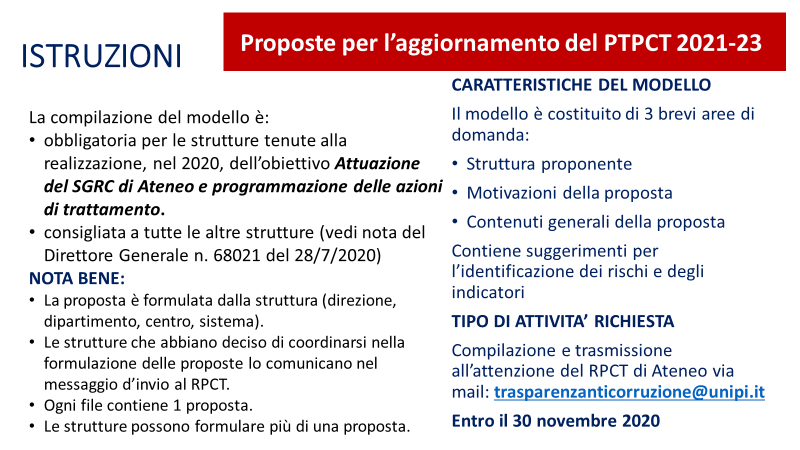 ISTRUZIONI
Proposte per l’aggiornamento del PTPCT 2021-23
La compilazione del modello è:
• obbligatoria per le strutture tenute alla
realizzazione, nel 2020, dell’obiettivo Attuazione
del SGRC di Ateneo e programmazione delle azioni
di trattamento.
• consigliata a tutte le altre strutture (vedi nota del
Direttore Generale n. 68021 del 28/7/2020)
NOTA BENE:
• La proposta è formulata dalla struttura (direzione,
dipartimento, centro, sistema).
• Le strutture che abbiano deciso di coordinarsi nella
formulazione delle proposte lo comunicano nel
messaggio d’invio al RPCT.
• Ogni file contiene 1 proposta.
• Le strutture possono formulare più di una proposta.
CARATTERISTICHE DEL MODELLO
Il modello è costituito di 3 brevi aree di
domanda:
• Struttura proponente
• Motivazioni della proposta
• Contenuti generali della proposta
Contiene suggerimenti per
l’identificazione dei rischi e degli
indicatori
TIPO DI ATTIVITA’ RICHIESTA
Compilazione e trasmissione
all’attenzione del RPCT di Ateneo via
mail: trasparenzanticorruzione@unipi.it
Entro il 30 novembre 2020